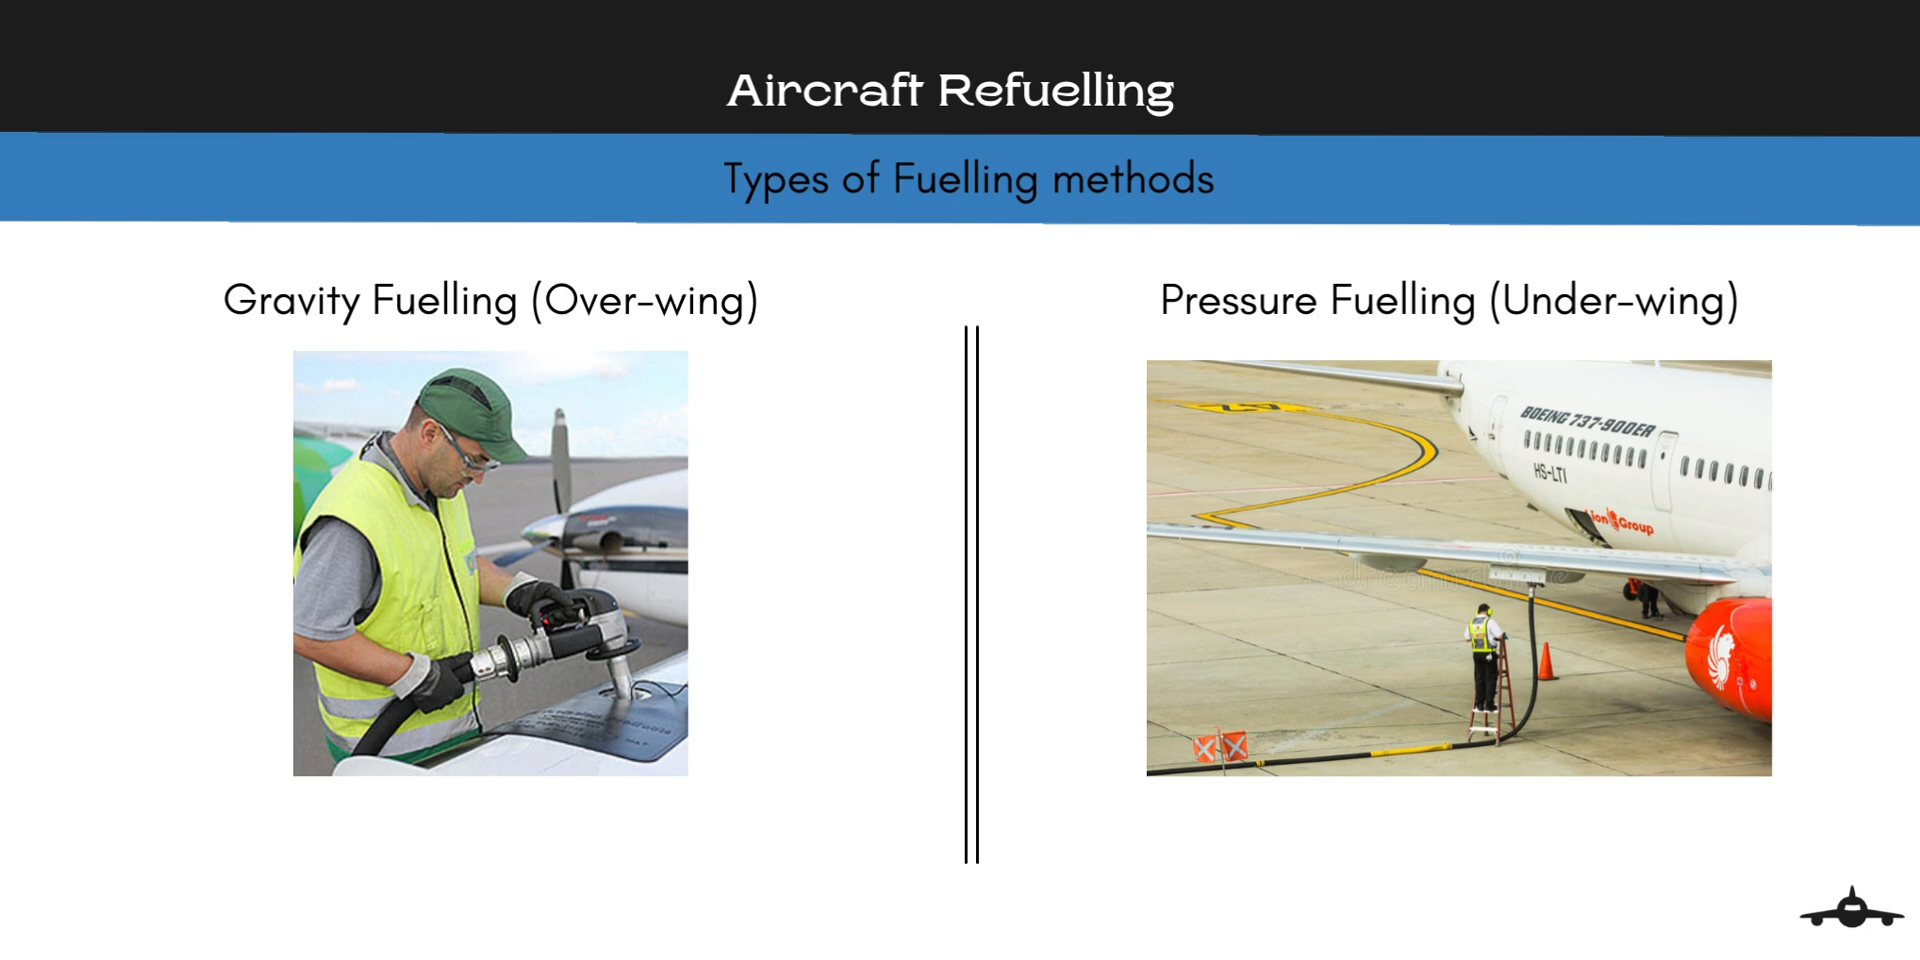 Aircraft Refuelling
Types of Fuelling methods
Gravity Fuelling (Over-wing)
Pressure Fuelling (Under-wing)
BOEING 737-900ER
HS-LTI
Lion Group